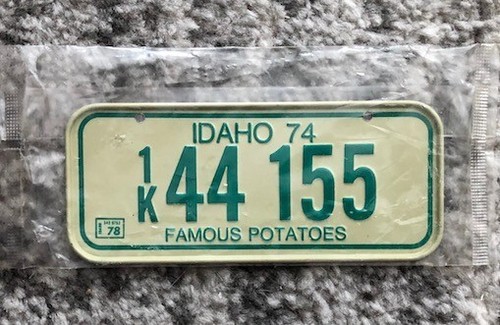 IDAHO 74
1K 44 155
78
FAMOUS POTATOES